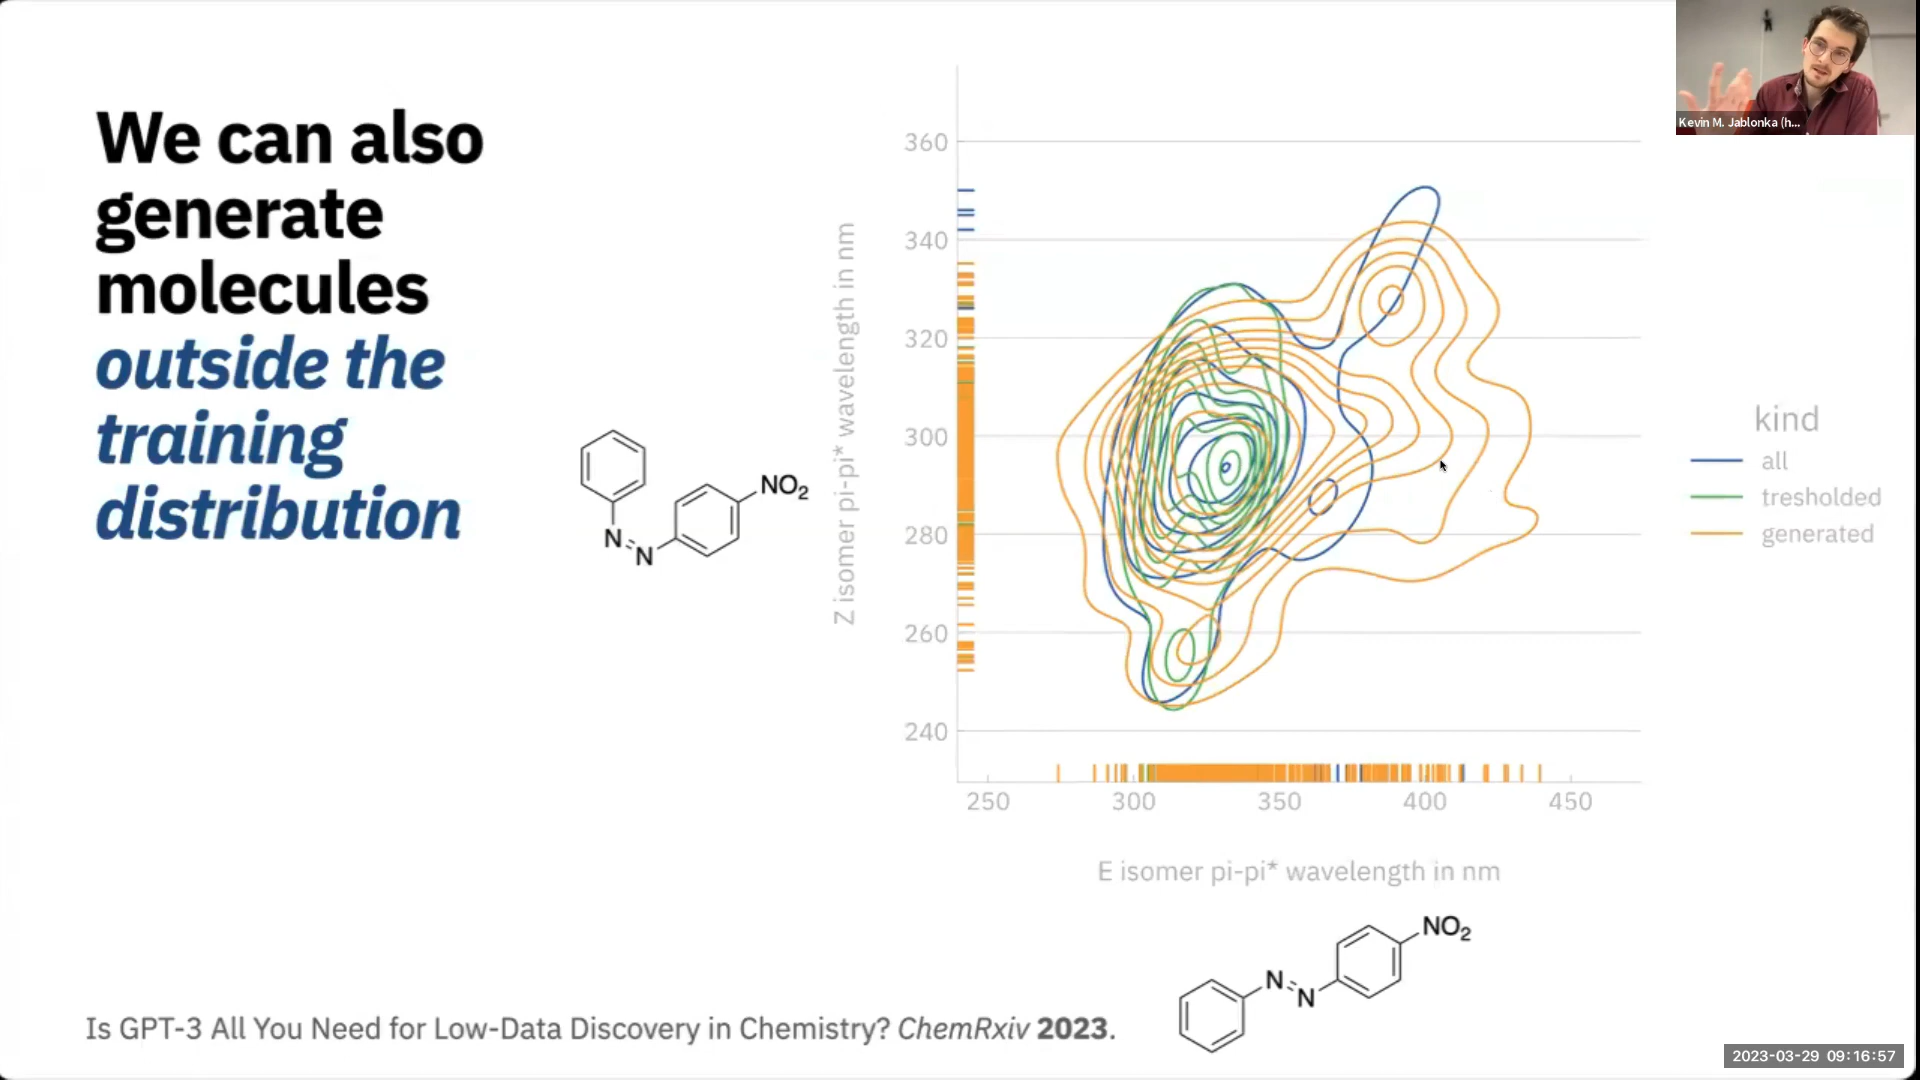 We can also
generate
molecules
outside the
training
distribution
NO2
N
N
Z isomer pi-pi* wavelength in nm
360
340
320
300
280
260
240
250 300 350 400 450
E isomer pi-pi* wavelength in nm
kind
all
tresholded
generated
NO2
N
N
Is GPT-3 All You Need for Low-Data Discovery in Chemistry? ChemRxiv 2023.
Kevin M. Jablonka (h...
2023-03-29 09:16:57